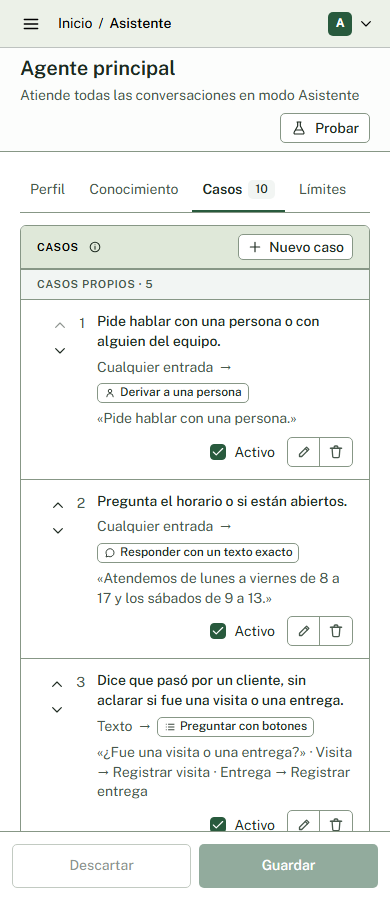 Inicio / Asistente
A
Agente principal
Atiende todas las conversaciones en modo Asistente
Probar
Perfil Conocimiento Casos 10 Límites
CASOS
Nuevo caso
CASOS PROPIOS · 5
1 Pide hablar con una persona o con
alguien del equipo.
Cualquier entrada →
Derivar a una persona
«Pide hablar con una persona.»
Activo
2 Pregunta el horario o si están abiertos.
Cualquier entrada →
Responder con un texto exacto
«Atendemos de lunes a viernes de 8 a
17 y los sábados de 9 a 13.»
Activo
3 Dice que pasó por un cliente, sin
aclarar si fue una visita o una entrega.
Texto → Preguntar con botones
«¿Fue una visita o una entrega?» · Visita
→ Registrar visita · Entrega → Registrar
entrega
Activo
Descartar
Guardar